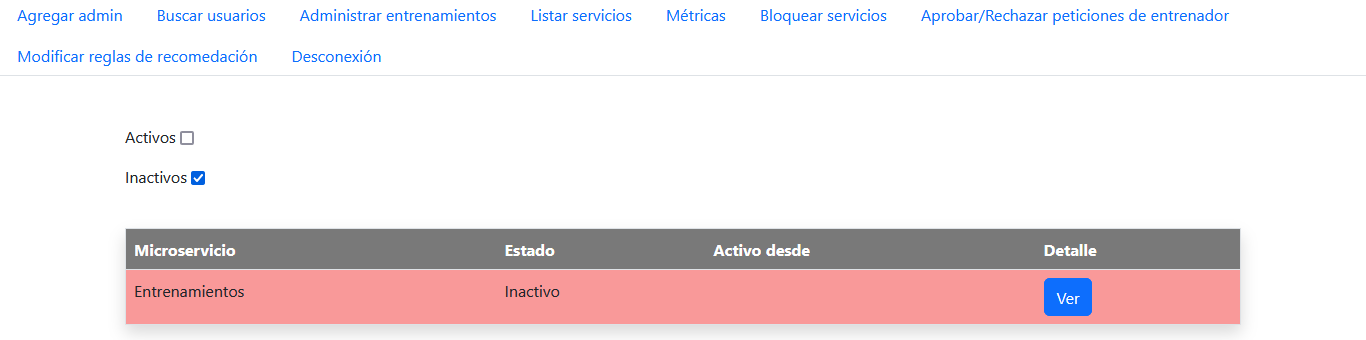 Agregar admin Buscar usuarios Administrar entrenamientos Listar servicios Métricas Bloquear servicios Aprobar/Rechazar peticiones de entrenador
Modificar reglas de recomedación Desconexión
Activos
Inactivos
Microservicio Estado Activo desde Detalle
Entrenamientos Inactivo Ver